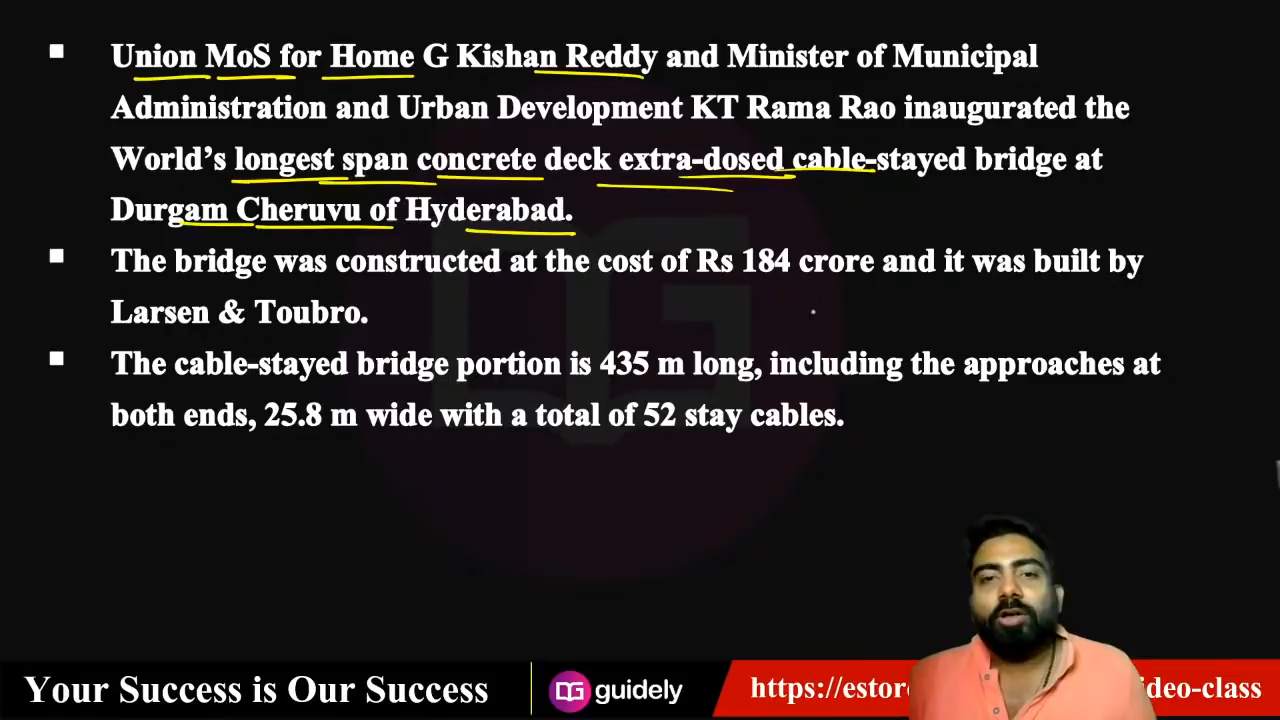 Union MoS for Home G Kishan Reddy and Minister of Municipal
Administration and Urban Development KT Rama Rao inaugurated the
World's longest span concrete deck extra-dosed cable-stayed bridge at
Durgam Cheruvu of Hyderabad.
The bridge was constructed at the cost of Rs 184 crore and it was built by
Larsen & Toubro.
The cable-stayed bridge portion is 435 m long, including the approaches at
both ends, 25.8 m wide with a total of 52 stay cables.
Your Success is Our Success
guidely
https://estor ideo-class